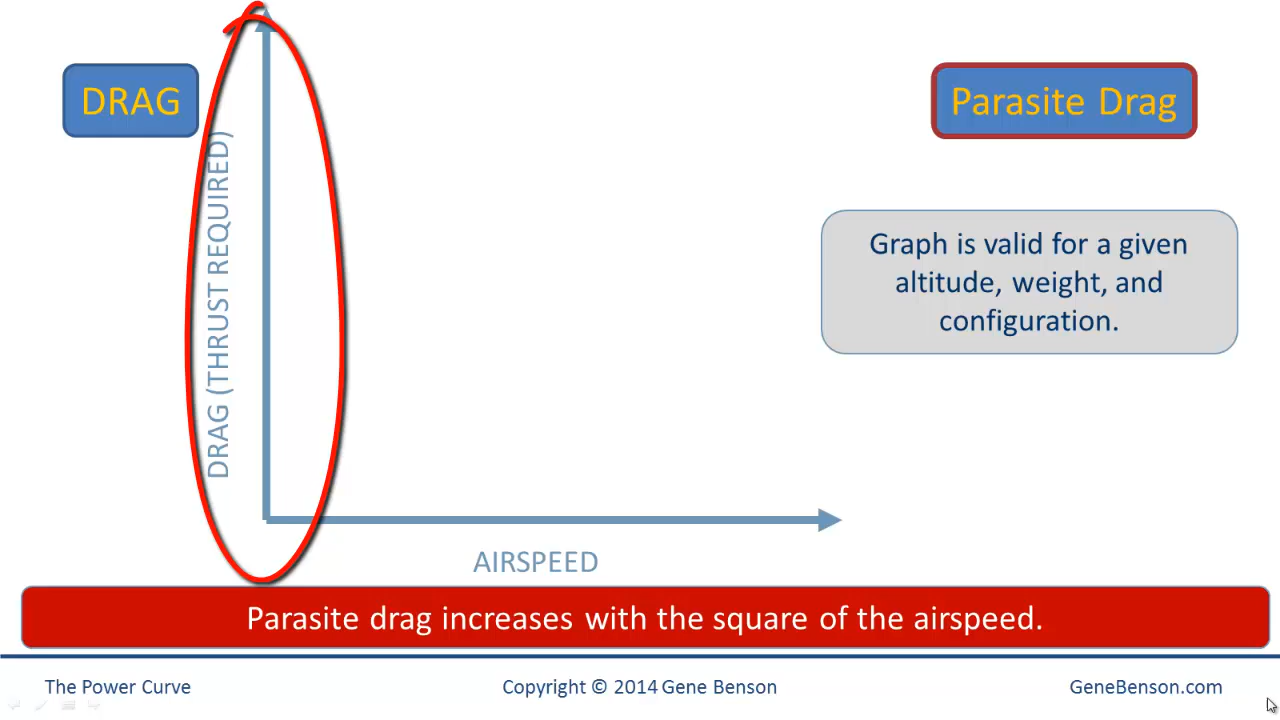 DRAG
Parasite Drag
DRAG (THRUST REQUIRED)
Graph is valid for a given
altitude, weight, and
configuration.
AIRSPEED
Parasite drag increases with the square of the airspeed.
The Power Curve
Copyright © 2014 Gene Benson
GeneBenson.com